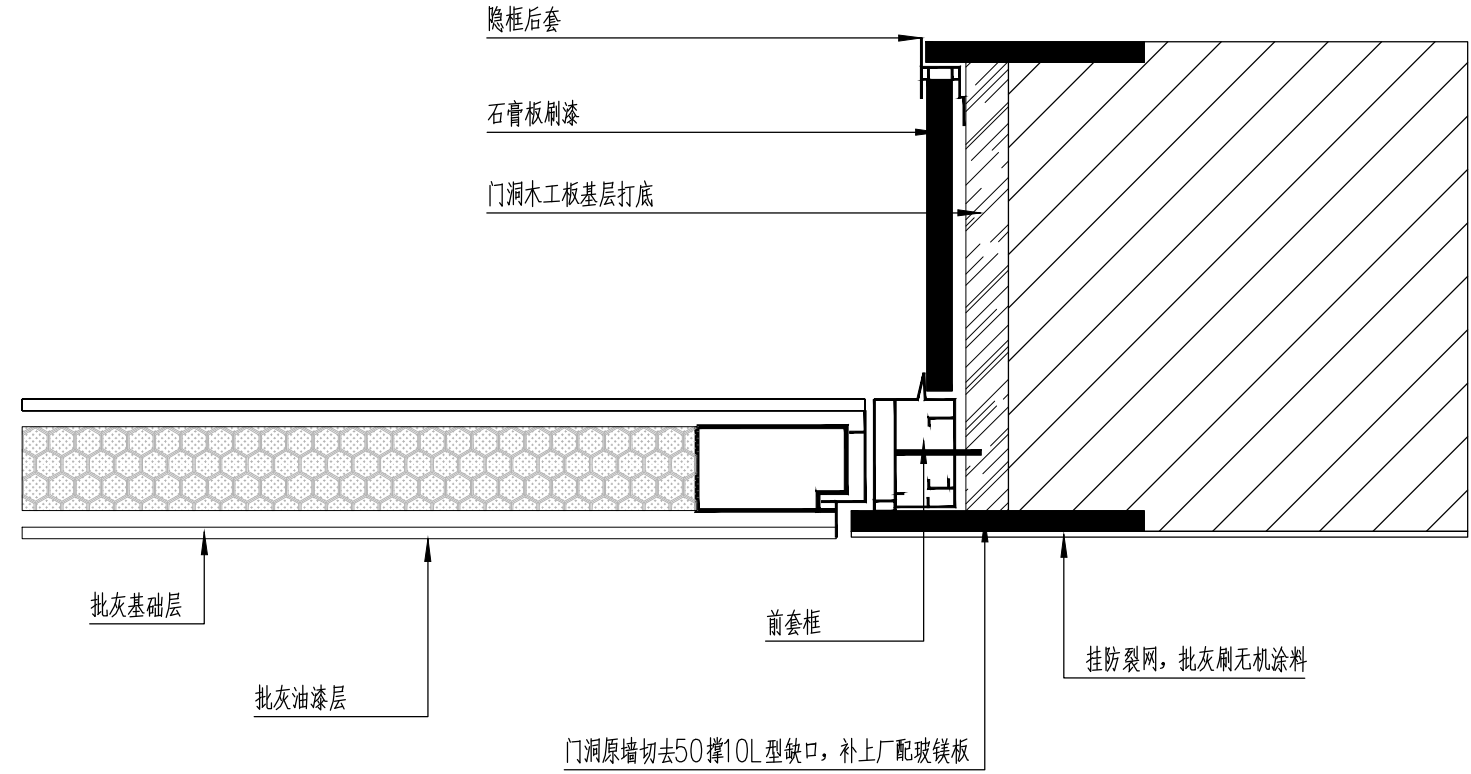 隐框后套
石膏板刷漆
门洞木工板基层打底
批灰基础层
前套框
挂防裂网，批灰刷无机涂料
批灰油漆层
门洞原墙切去50撑10L型缺口，补上厂配玻镁板